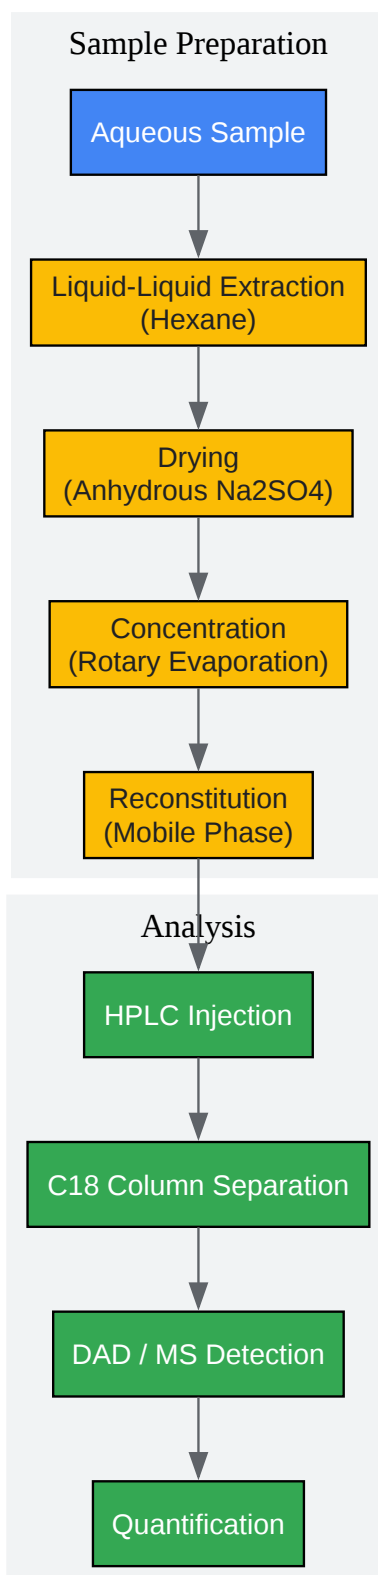 Sample Preparation
Aqueous Sample
Liquid-Liquid Extraction
(Hexane)
Drying
(Anhydrous Na2SO4)
Concentration
(Rotary Evaporation)
Reconstitution
(Mobile Phase)
Analysis
HPLC Injection
C18 Column Separation
DAD / MS Detection
Quantification